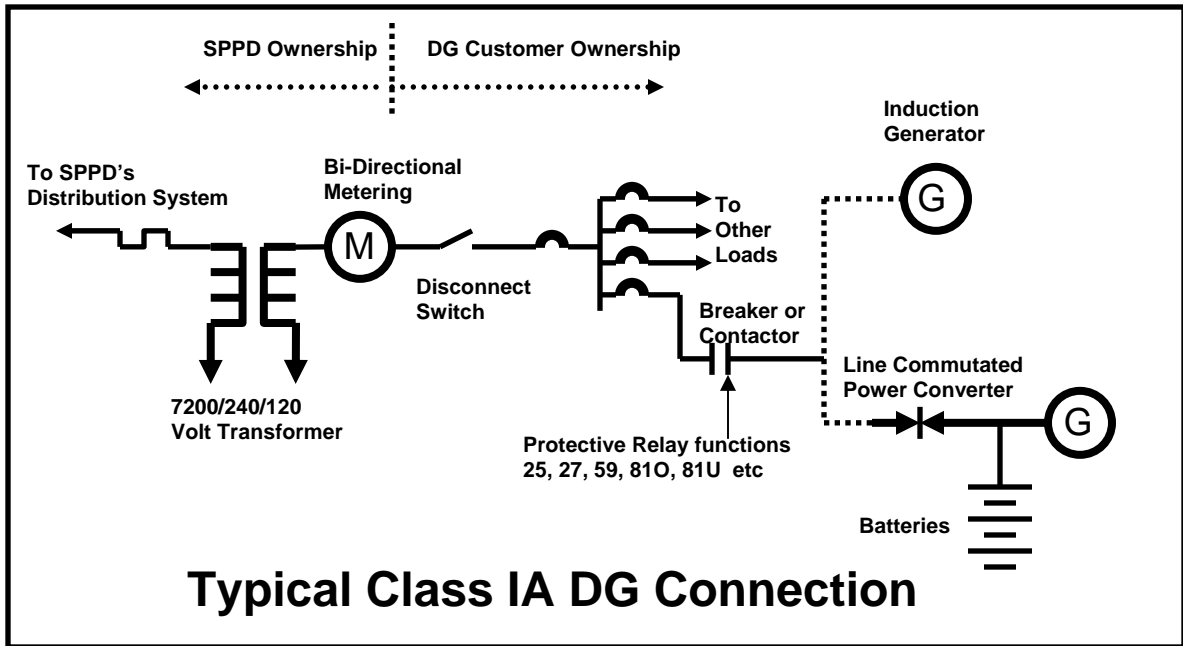 SPPD Ownership
DG Customer Ownership
Induction
Generator
G
To SPPD’s
Distribution System
Bi-Directional
Metering
M
To
Other
Loads
Disconnect
Switch
Breaker or
Contactor
Line Commutated
Power Converter
G
7200/240/120
Volt Transformer
Protective Relay functions
25, 27, 59, 81O, 81U etc
Batteries
Typical Class IA DG Connection